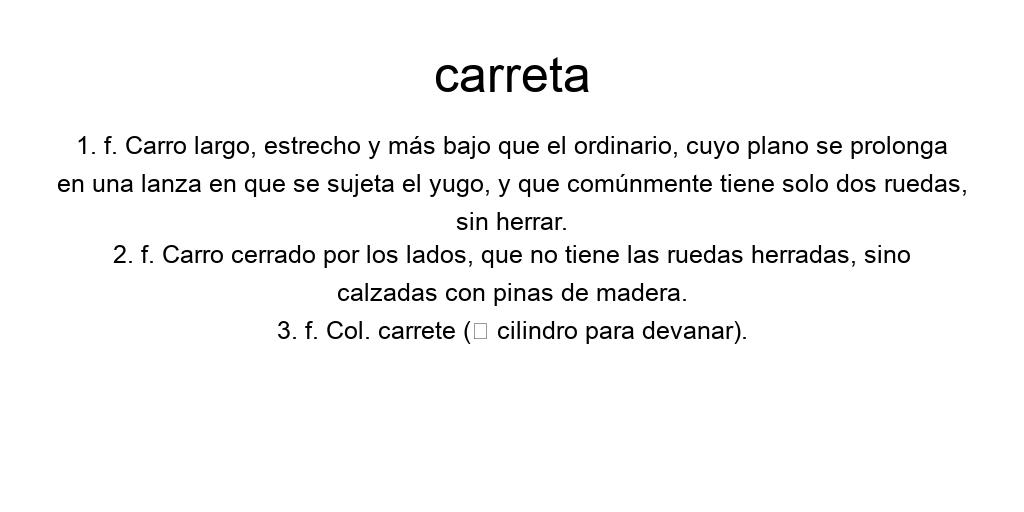 carreta
1. f. Carro largo, estrecho y más bajo que el ordinario, cuyo plano se prolonga
en una lanza en que se sujeta el yugo, y que comúnmente tiene solo dos ruedas,
sin herrar.
2. f. Carro cerrado por los lados, que no tiene las ruedas herradas, sino
calzadas con pinas de madera.
3. f. Col. carrete (▯ cilindro para devanar).